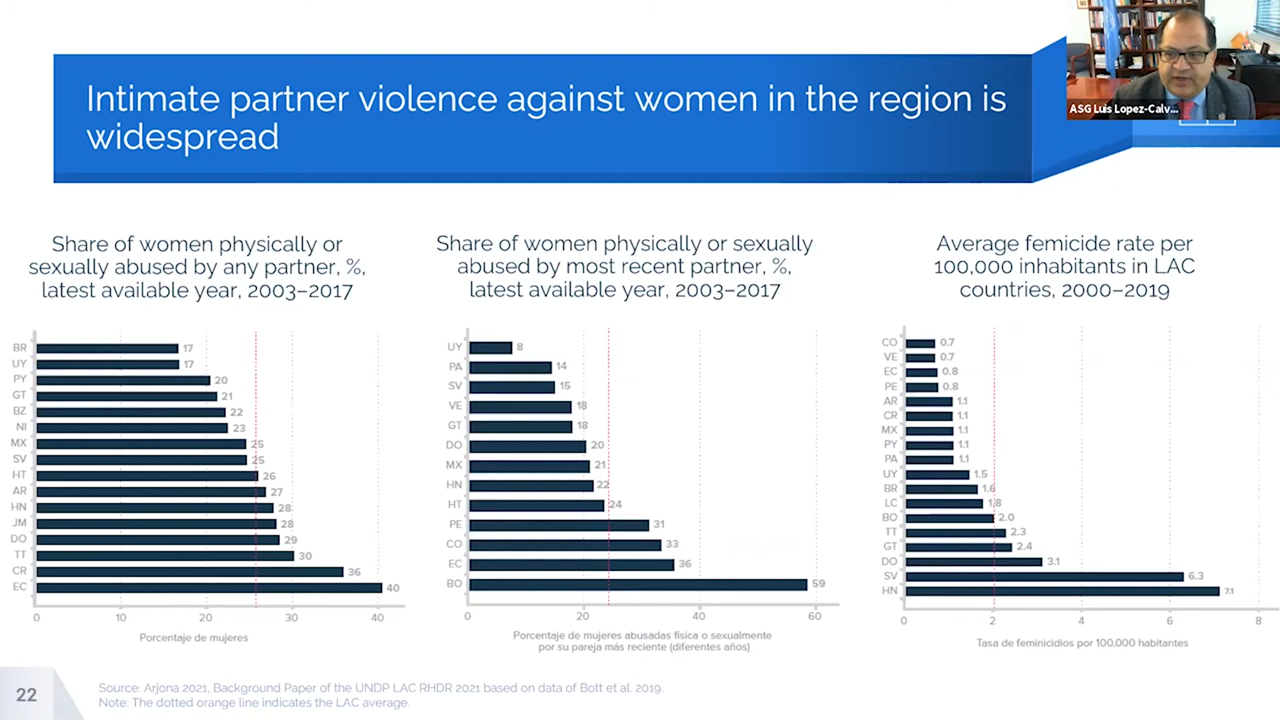 ASG Luis Lopez-Calv...
Intimate partner violence against women in the region is
widespread
Share of women physically or
sexually abused by any partner, %,
latest available year, 2003–2017
BR 17
UY 17
PY 20
GT 21
BZ 22
NI 23
MX 25
SV 25
HT 26
AR 27
HN 28
JM 28
DO 29
TT 30
CR 36
EC 40
0 10 20 30 40
Porcentaje de mujeres
Share of women physically or sexually
abused by most recent partner, %,
latest available year, 2003–2017
UY 8
PA 14
SV 15
VE 18
GT 18
DO 20
MX 21
HN 22
HT 24
PE 31
CO 33
EC 36
BO 59
0 20 40 60
Porcentaje de mujeres abusadas física o sexualmente
por su pareja más reciente (diferentes años)
Average femicide rate per
100,000 inhabitants in LAC
countries, 2000–2019
CO 0.7
VE 0.7
EC 0.8
PE 0.8
AR 1.1
CR 1.1
MX 1.1
PY 1.1
PA 1.1
UY 1.5
BR 1.6
LC 1.8
BO 2.0
TT 2.3
GT 2.4
DO 3.1
SV 6.3
HN 7.1
0 2 4 6 8
Tasa de feminicidios por 100.000 habitantes
22
Source: Arjona 2021, Background Paper of the UNDP LAC RHDR 2021 based on data of Bott et al. 2019.
Note: The dotted orange line indicates the LAC average.